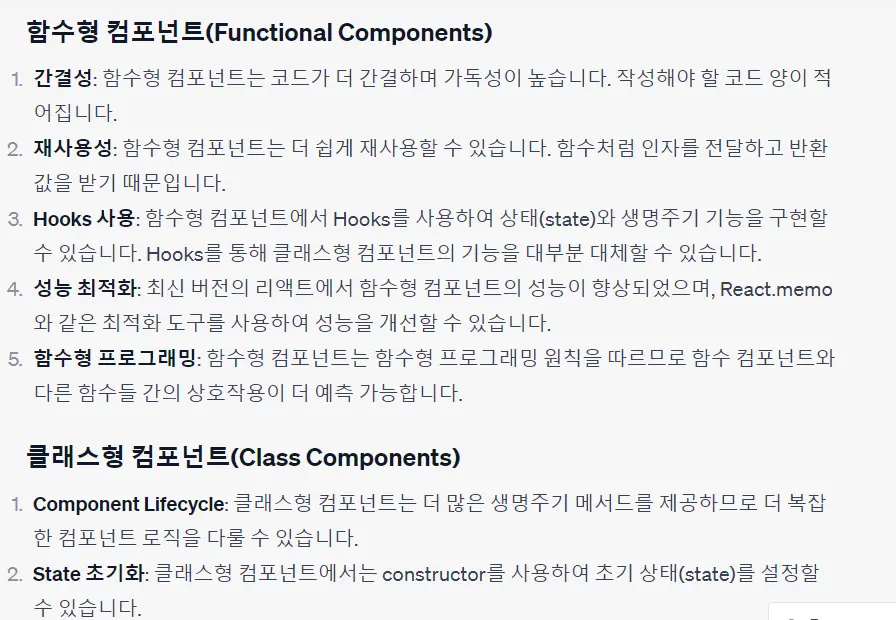 함수형 컴포넌트(Functional Components)
1. 간결성: 함수형 컴포넌트는 코드가 더 간결하며 가독성이 높습니다. 작성해야 할 코드 양이 적
어집니다.
2. 재사용성: 함수형 컴포넌트는 더 쉽게 재사용할 수 있습니다. 함수처럼 인자를 전달하고 반환
값을 받기 때문입니다.
3. Hooks 사용: 함수형 컴포넌트에서 Hooks를 사용하여 상태(state)와 생명주기 기능을 구현할
수 있습니다. Hooks를 통해 클래스형 컴포넌트의 기능을 대부분 대체할 수 있습니다.
4. 성능 최적화: 최신 버전의 리액트에서 함수형 컴포넌트의 성능이 향상되었으며, React.memo
와 같은 최적화 도구를 사용하여 성능을 개선할 수 있습니다.
5. 함수형 프로그래밍: 함수형 컴포넌트는 함수형 프로그래밍 원칙을 따르므로 함수 컴포넌트와
다른 함수들 간의 상호작용이 더 예측 가능합니다.
클래스형 컴포넌트(Class Components)
1. Component Lifecycle: 클래스형 컴포넌트는 더 많은 생명주기 메서드를 제공하므로 더 복잡
한 컴포넌트 로직을 다룰 수 있습니다.
2. State 초기화: 클래스형 컴포넌트에서는 constructor를 사용하여 초기 상태(state)를 설정할
수 있습니다.